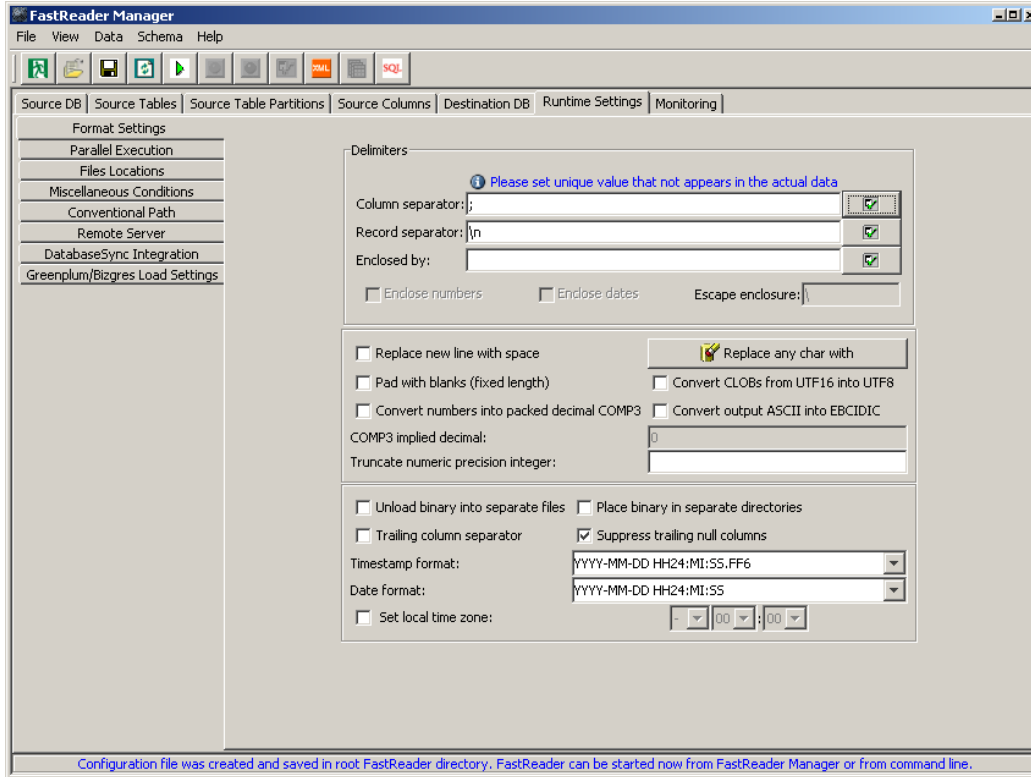 FastReader Manager
File View Data Schema Help
XML SQL
Source DB Source Tables Source Table Partitions Source Columns Destination DB Runtime Settings Monitoring
Format Settings
Parallel Execution
Files Locations
Miscellaneous Conditions
Conventional Path
Remote Server
DatabaseSync Integration
Greenplum/Bizgres Load Settings
Delimiters
Please set unique value that not appears in the actual data
Column separator: ;
Record separator: \n
Enclosed by:
Enclose numbers Enclose dates Escape enclosure: \
Replace new line with space Replace any char with
Pad with blanks (fixed length) Convert CLOBs from UTF16 into UTF8
Convert numbers into packed decimal COMP3 Convert output ASCII into EBCIDIC
COMP3 implied decimal: 0
Truncate numeric precision integer:
Unload binary into separate files Place binary in separate directories
Trailing column separator Suppress trailing null columns
Timestamp format: YYYY-MM-DD HH24:MI:SS.FF6
Date format: YYYY-MM-DD HH24:MI:SS
Set local time zone: - 00 : 00
Configuration file was created and saved in root FastReader directory. FastReader can be started now from FastReader Manager or from command line.